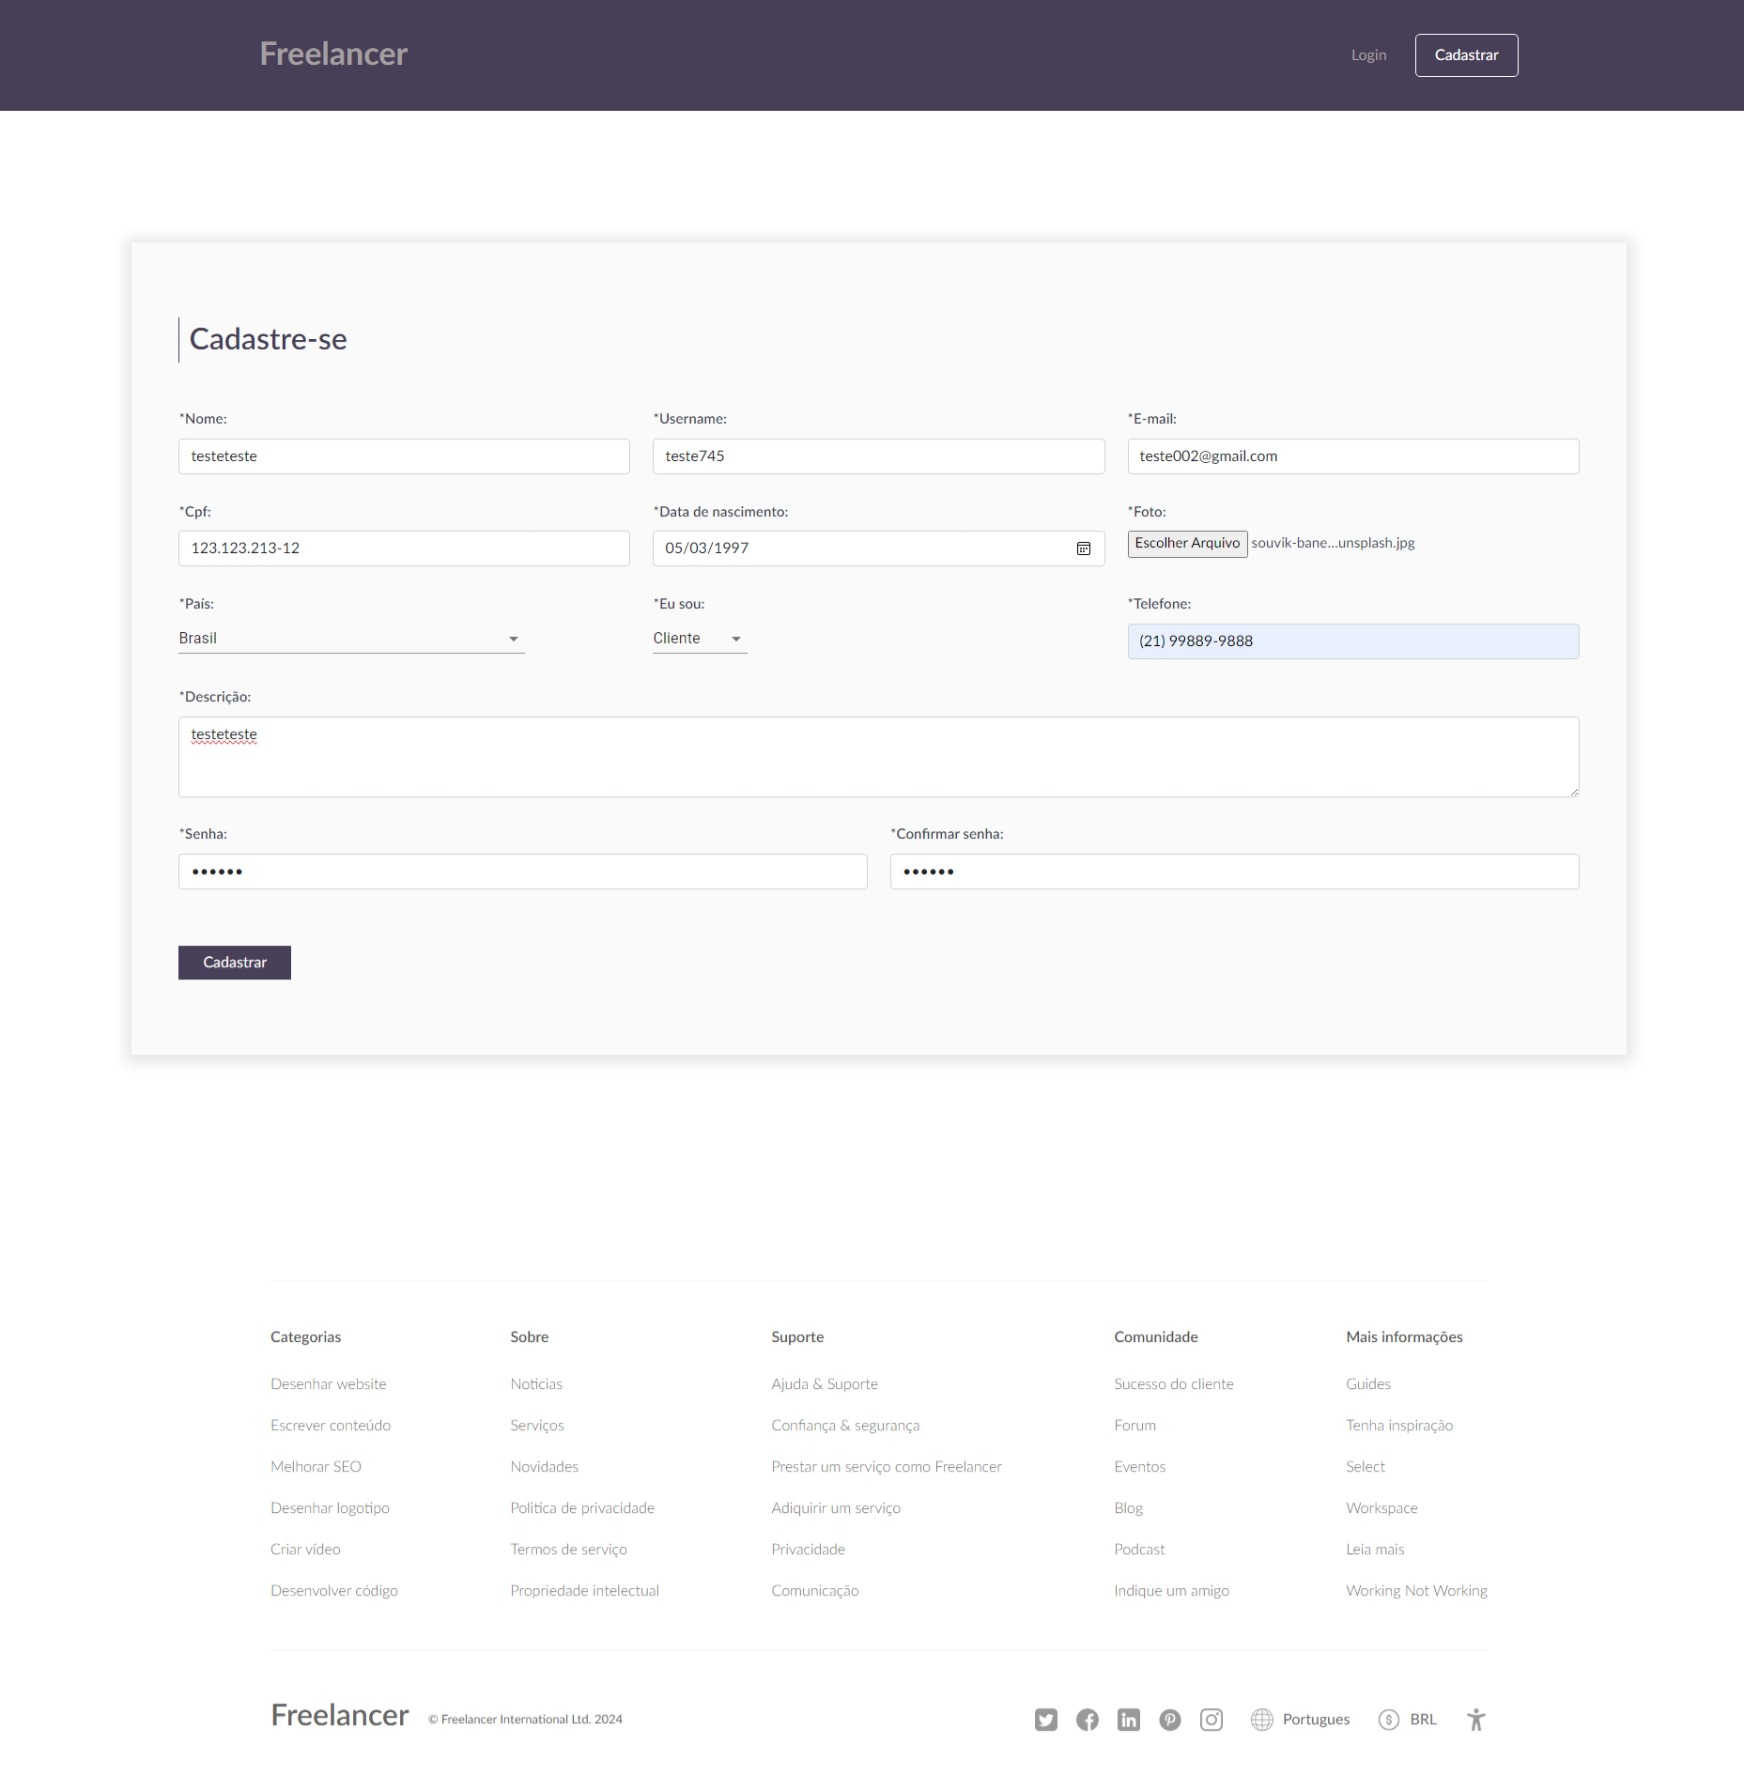 Freelancer
Login
Cadastrar
Cadastre-se
*Nome:
testeteste
*Username:
teste745
*E-mail:
teste002@gmail.com
*Cpf:
123.123.213-12
*Data de nascimento:
05/03/1997
*Foto:
Escolher Arquivo souvik-bane...unsplash.jpg
*País:
Brasil
*Eu sou:
Cliente
*Telefone:
(21) 99889-9888
*Descrição:
testeteste
*Senha:
••••••
*Confirmar senha:
••••••
Cadastrar
Categorias
Desenhar website
Escrever conteúdo
Melhorar SEO
Desenhar logotipo
Criar vídeo
Desenvolver código
Sobre
Noticias
Serviços
Novidades
Politica de privacidade
Termos de serviço
Propriedade intelectual
Suporte
Ajuda & Suporte
Confiança & segurança
Prestar um serviço como Freelancer
Adiquirir um serviço
Privacidade
Comunicação
Comunidade
Sucesso do cliente
Forum
Eventos
Blog
Podcast
Indique um amigo
Mais informações
Guides
Tenha inspiração
Select
Workspace
Leia mais
Working Not Working
Freelancer
© Freelancer International Ltd. 2024
Portugues
$ BRL